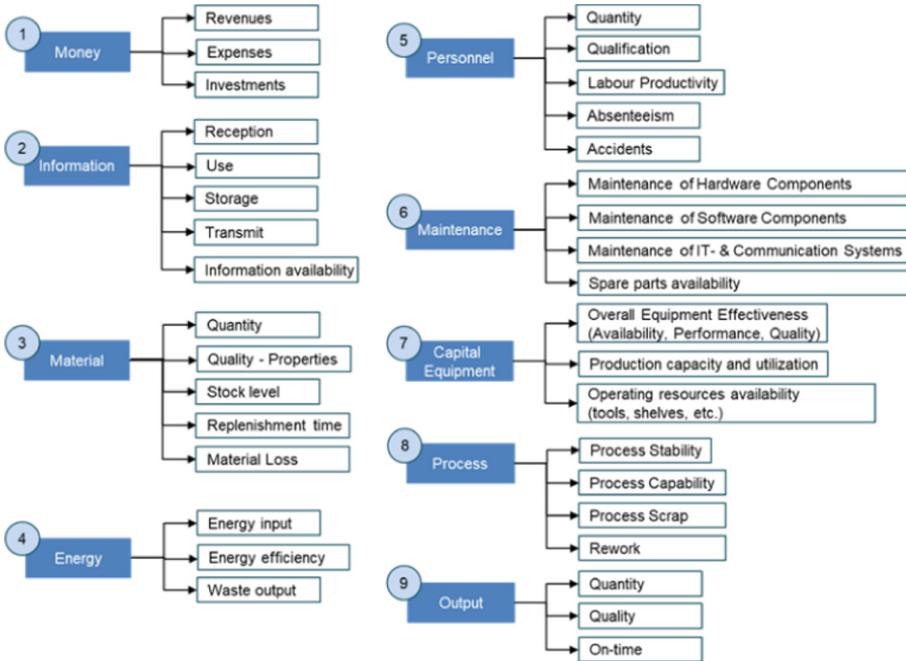 1
Money
Revenues
Expenses
Investments
2
Information
Reception
Use
Storage
Transmit
Information availability
3
Material
Quantity
Quality - Properties
Stock level
Replenishment time
Material Loss
4
Energy
Energy input
Energy efficiency
Waste output
5
Personnel
Quantity
Qualification
Labour Productivity
Absenteeism
Accidents
6
Maintenance
Maintenance of Hardware Components
Maintenance of Software Components
Maintenance of IT- & Communication Systems
Spare parts availability
7
Capital
Equipment
Overall Equipment Effectiveness
(Availability, Performance, Quality)
Production capacity and utilization
Operating resources availability
(tools, shelves, etc.)
8
Process
Process Stability
Process Capability
Process Scrap
Rework
9
Output
Quantity
Quality
On-time